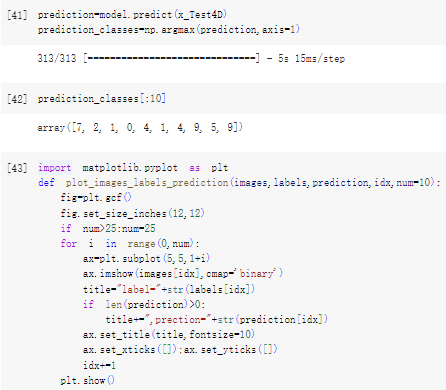 [41] prediction=model.predict(x_Test4D)
prediction_classes=np.argmax(prediction,axis=1)
313/313 [==============================] - 5s 15ms/step
[42] prediction_classes[:10]
array([7, 2, 1, 0, 4, 1, 4, 9, 5, 9])
[43] import matplotlib.pyplot as plt
def plot_images_labels_prediction(images,labels,prediction,idx,num=10):
fig=plt.gcf()
fig.set_size_inches(12,12)
if num>25:num=25
for i in range(0,num):
ax=plt.subplot(5,5,1+i)
ax.imshow(images[idx],cmap='binary')
title="label="+str(labels[idx])
if len(prediction)>0:
title+=",prection="+str(prediction[idx])
ax.set_title(title,fontsize=10)
ax.set_xticks([]);ax.set_yticks([])
idx+=1
plt.show()